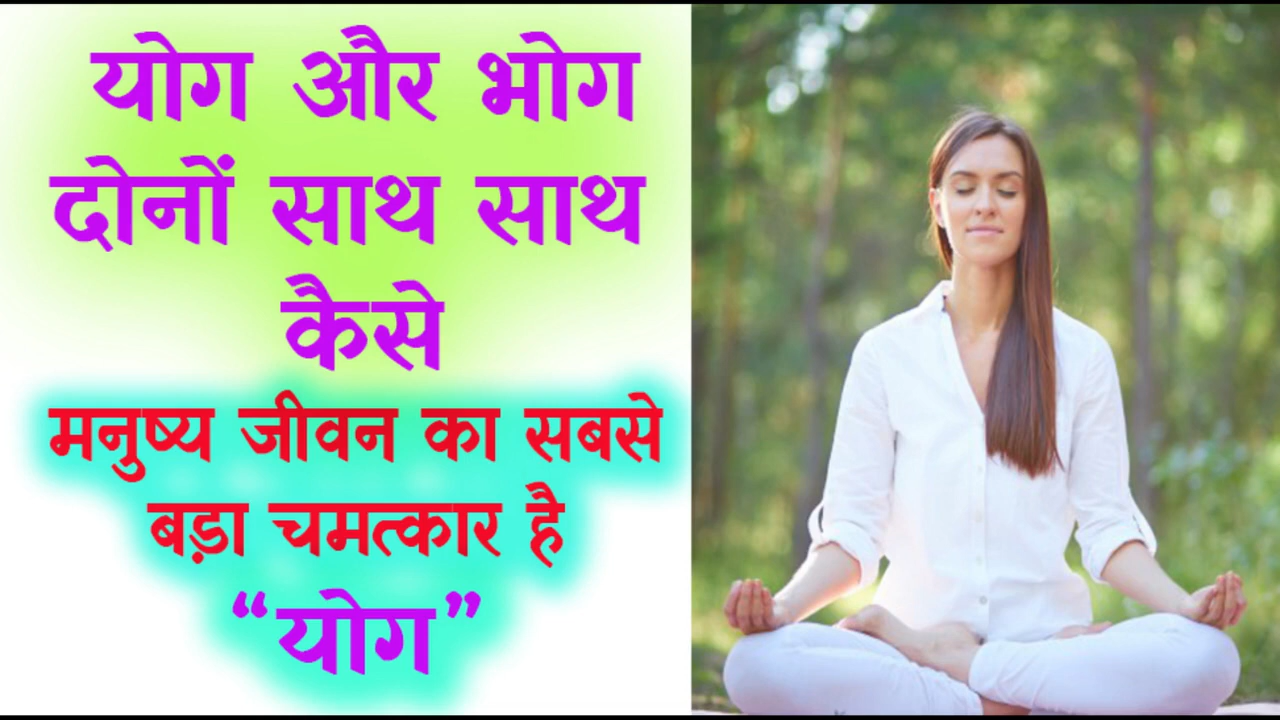 योग और भोग
दोनों साथ साथ
कैसे
मनुष्य जीवन का सबसे
बड़ा चमत्कार है
“योग”